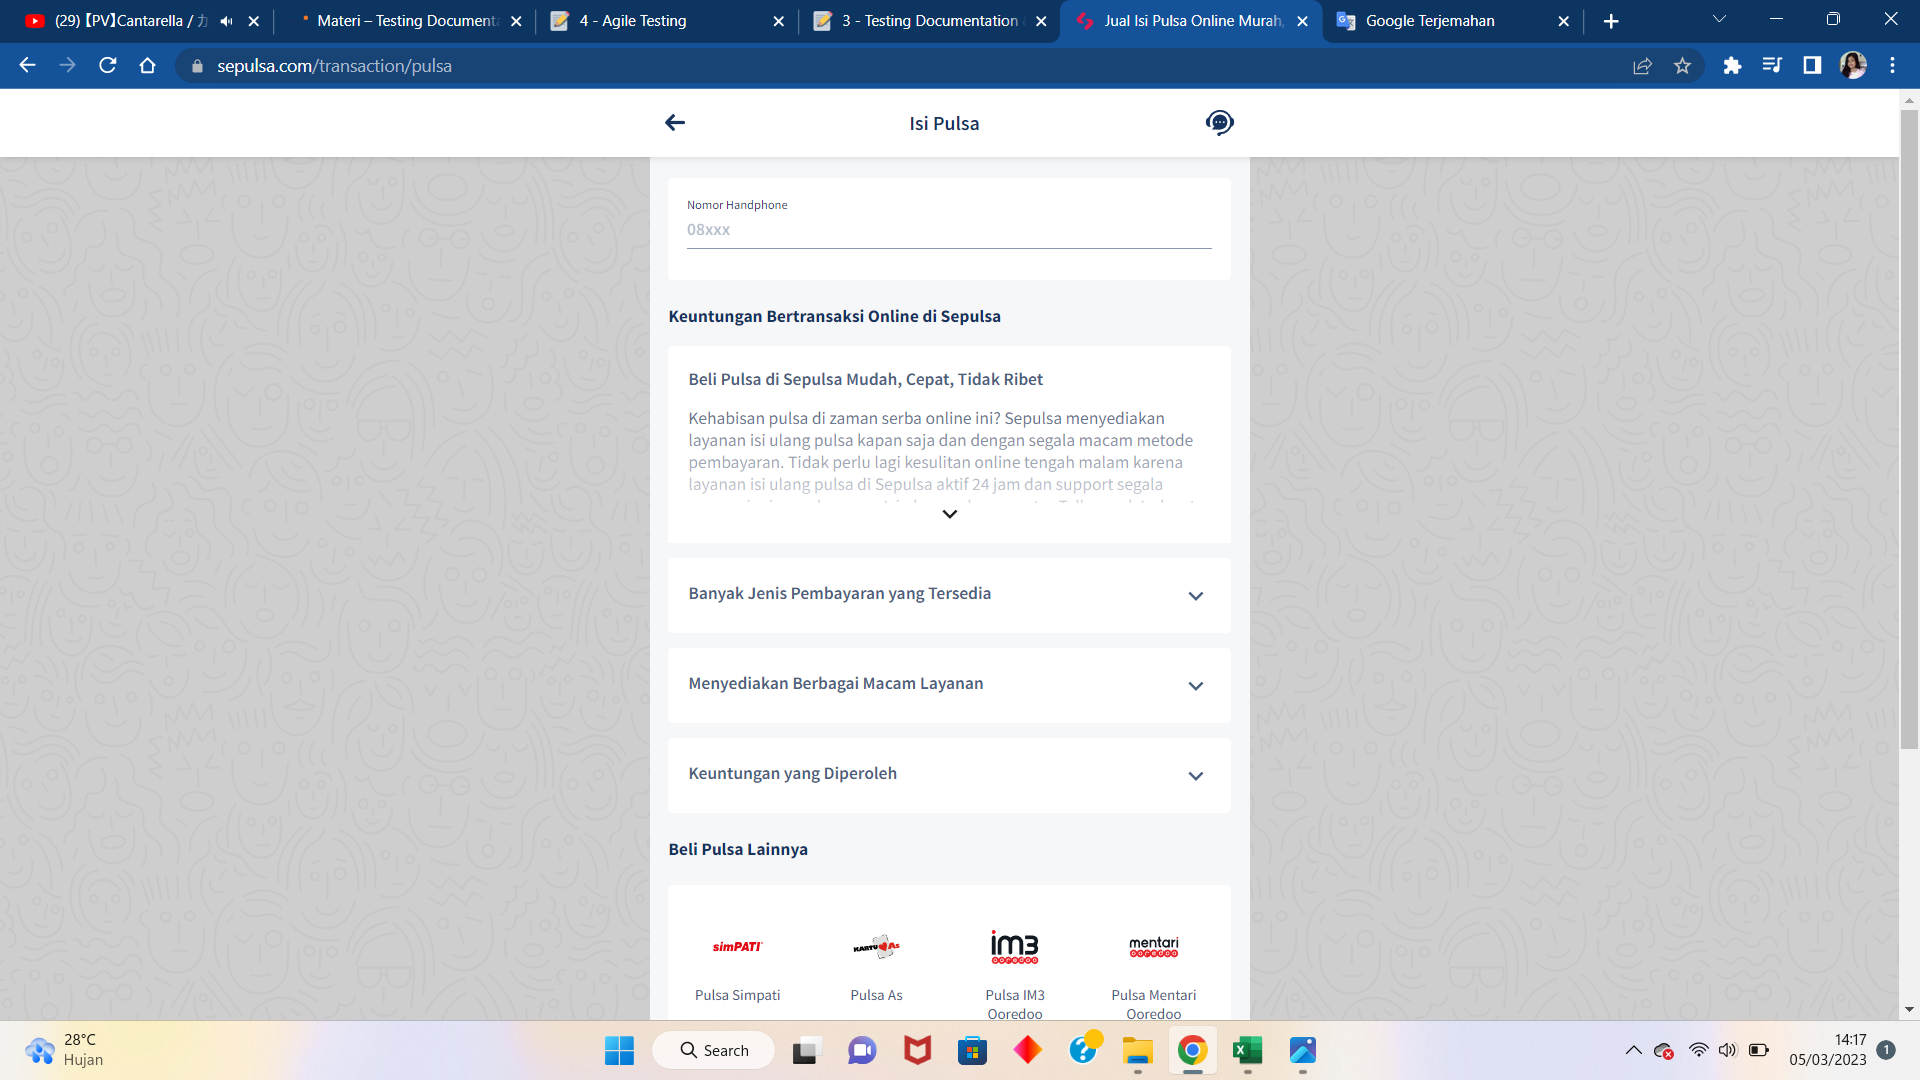 (29)【PV】Cantarella /
Materi – Testing Documenta
4 - Agile Testing
3 - Testing Documentation
Jual Isi Pulsa Online Murah,
Google Terjemahan
sepulsa.com/transaction/pulsa
Isi Pulsa
Nomor Handphone
08xxx
Keuntungan Bertransaksi Online di Sepulsa
Beli Pulsa di Sepulsa Mudah, Cepat, Tidak Ribet
Kehabisan pulsa di zaman serba online ini? Sepulsa menyediakan
layanan isi ulang pulsa kapan saja dan dengan segala macam metode
pembayaran. Tidak perlu lagi kesulitan online tengah malam karena
layanan isi ulang pulsa di Sepulsa aktif 24 jam dan support segala
Banyak Jenis Pembayaran yang Tersedia
Menyediakan Berbagai Macam Layanan
Keuntungan yang Diperoleh
Beli Pulsa Lainnya
simPATI
KARTU As
im3
ooredoo
mentari
ooredoo
Pulsa Simpati
Pulsa As
Pulsa IM3
Ooredoo
Pulsa Mentari
Ooredoo
28°C
Hujan
Search
14:17
05/03/2023
1